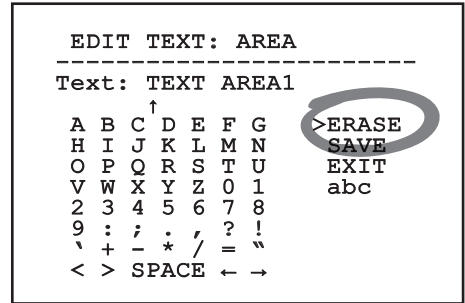 EDIT TEXT: AREA
------------------------
Text: TEXT AREA1
↑
A B C D E F G >ERASE
H I J K L M N SAVE
O P Q R S T U EXIT
V W X Y Z 0 1 abc
2 3 4 5 6 7 8
9 : ; . , ? !
‵ + – * / = ‶
< > SPACE ← →